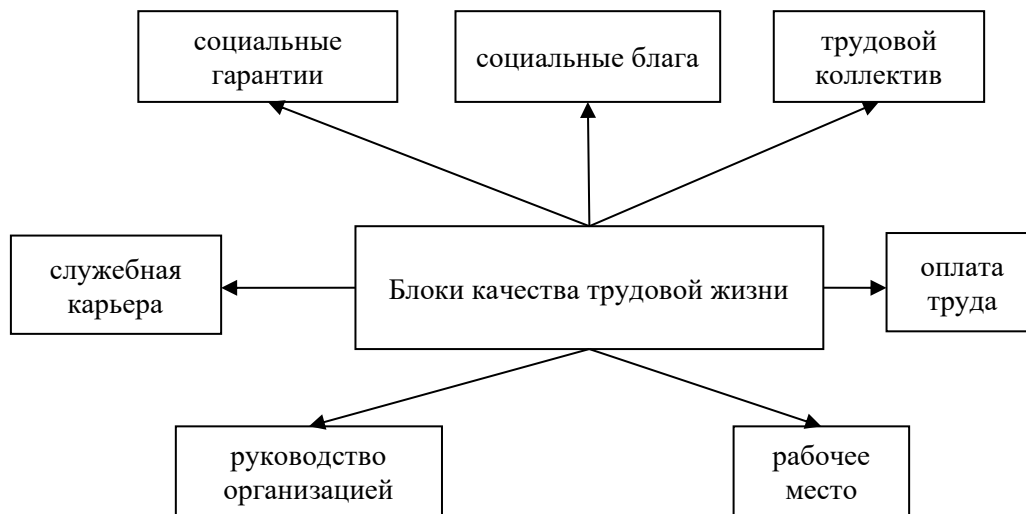 социальные
гарантии
социальные блага
трудовой
коллектив
служебная
карьера
Блоки качества трудовой жизни
оплата
труда
руководство
организацией
рабочее
место